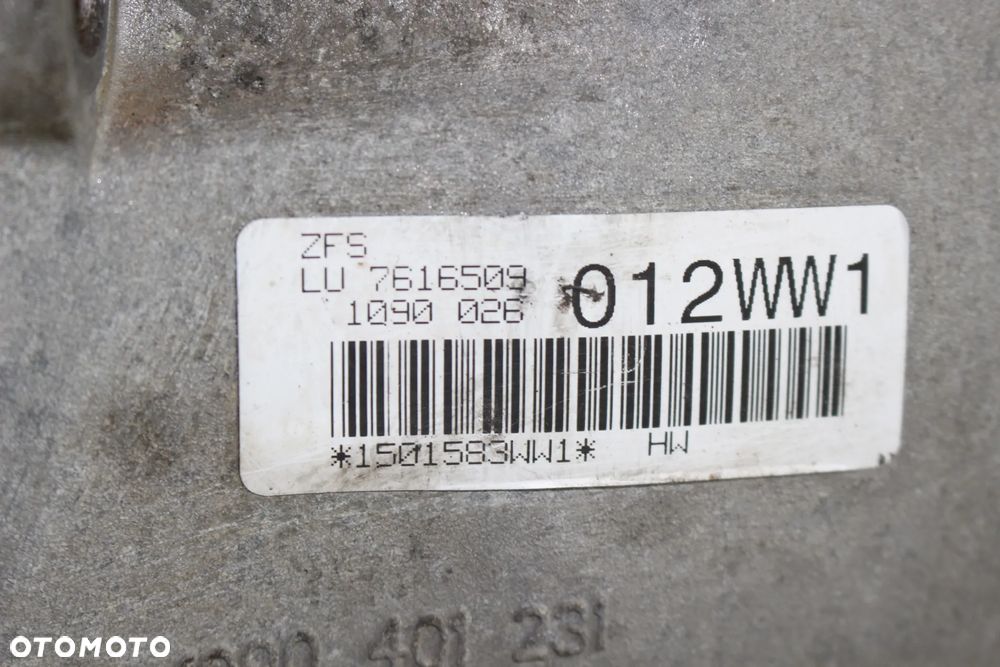 ZFS
LU 7616509
1090 026
012WW1
*1501583WW1*
HW
401 231
OTOMOTO